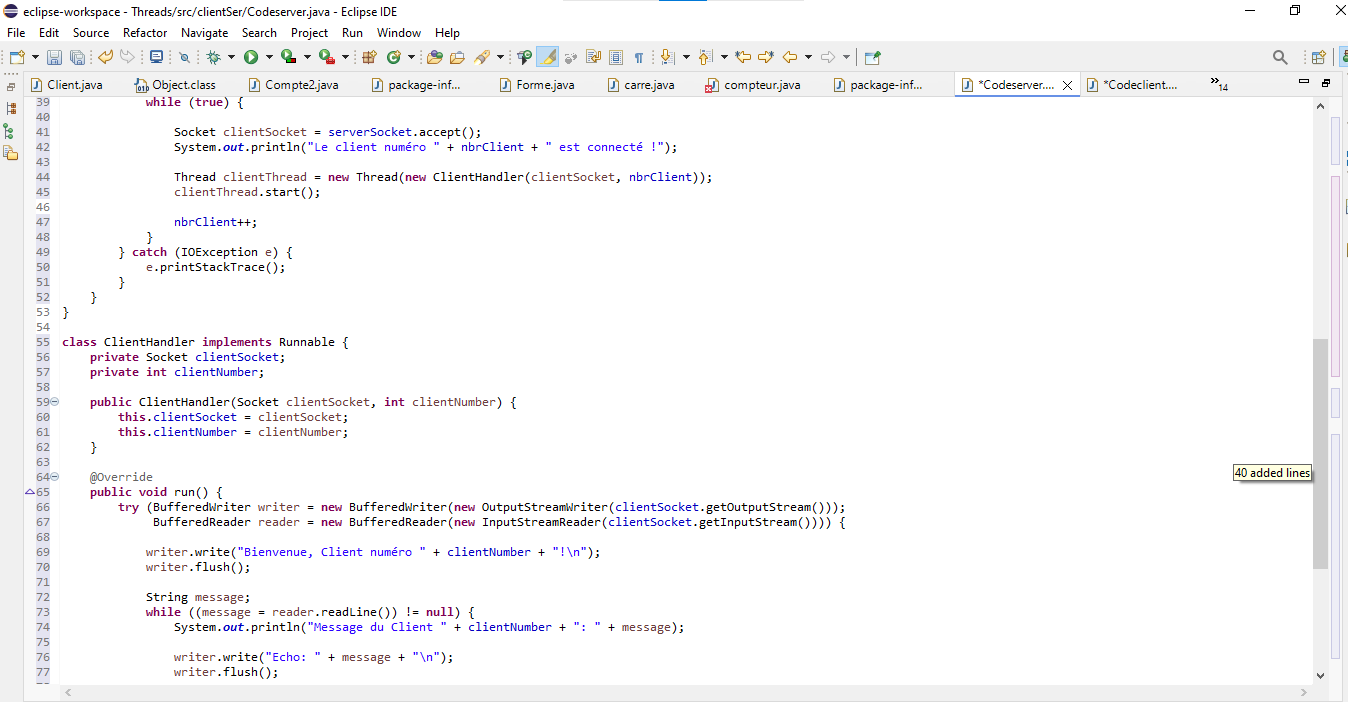 eclipse-workspace - Threads/src/clientSer/Codeserver.java - Eclipse IDE
File Edit Source Refactor Navigate Search Project Run Window Help
Client.java Object.class Compte2.java package-inf... Forme.java carre.java compteur.java package-inf... *Codeserver.... *Codeclient.... »14
39 while (true) {
40
41 Socket clientSocket = serverSocket.accept();
42 System.out.println("Le client numéro " + nbrClient + " est connecté !");
43
44 Thread clientThread = new Thread(new ClientHandler(clientSocket, nbrClient));
45 clientThread.start();
46
47 nbrClient++;
48 }
49 } catch (IOException e) {
50 e.printStackTrace();
51 }
52 }
53 }
54
55 class ClientHandler implements Runnable {
56 private Socket clientSocket;
57 private int clientNumber;
58
59 public ClientHandler(Socket clientSocket, int clientNumber) {
60 this.clientSocket = clientSocket;
61 this.clientNumber = clientNumber;
62 }
63
64 @Override
65 public void run() {
66 try (BufferedWriter writer = new BufferedWriter(new OutputStreamWriter(clientSocket.getOutputStream()));
67 BufferedReader reader = new BufferedReader(new InputStreamReader(clientSocket.getInputStream()))) {
68
69 writer.write("Bienvenue, Client numéro " + clientNumber + "!\n");
70 writer.flush();
71
72 String message;
73 while ((message = reader.readLine()) != null) {
74 System.out.println("Message du Client " + clientNumber + ": " + message);
75
76 writer.write("Echo: " + message + "\n");
77 writer.flush();
40 added lines